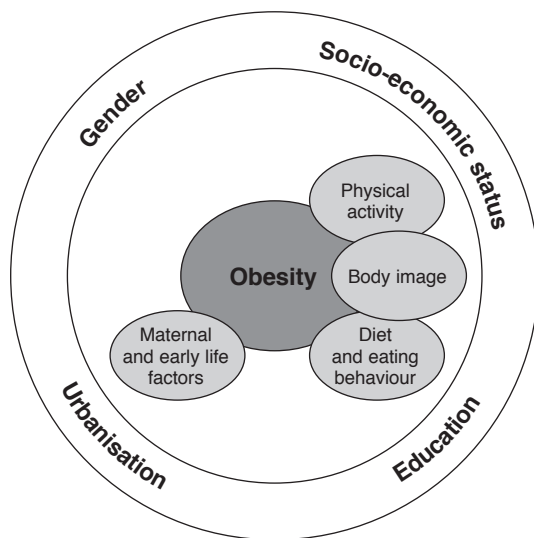 Gender
Socio-economic status
Physical
activity
Obesity
Body image
Maternal
and early life
factors
Diet
and eating
behaviour
Urbanisation
Education